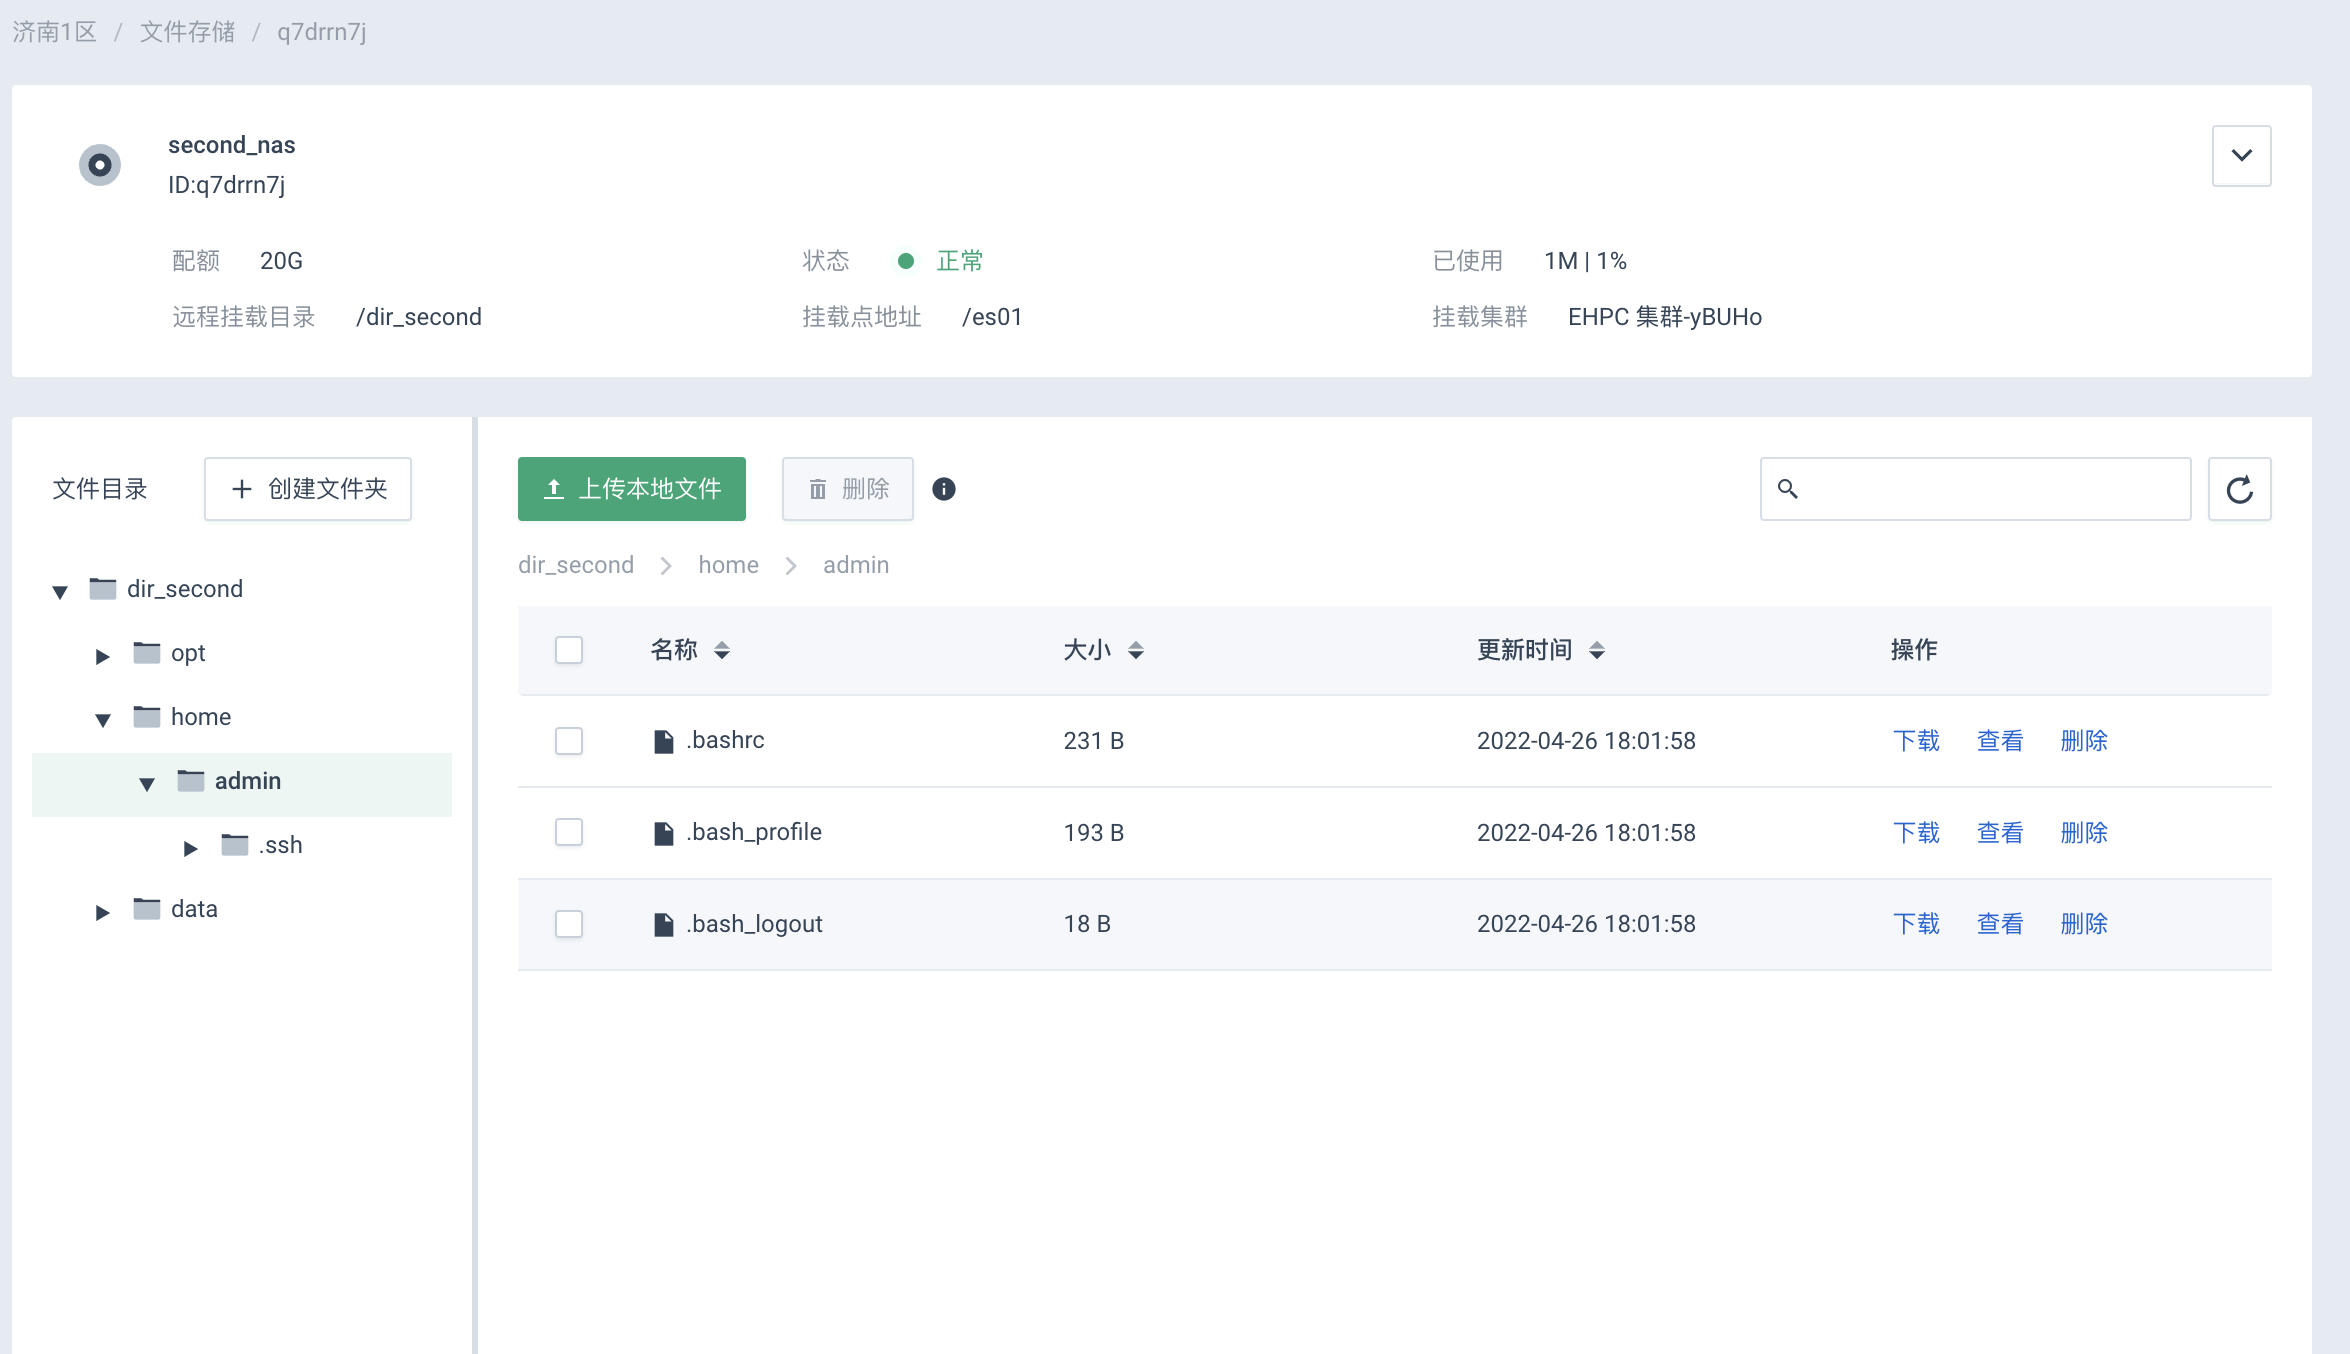 济南1区 / 文件存储 / q7drrn7j
second_nas
ID:q7drrn7j
配额 20G 状态 正常 已使用 1M | 1%
远程挂载目录 /dir_second 挂载点地址 /es01 挂载集群 EHPC 集群-yBUHo
文件目录 创建文件夹
dir_second
opt
home
admin
.ssh
data
上传本地文件 删除
dir_second > home > admin
名称 大小 更新时间 操作
.bashrc 231 B 2022-04-26 18:01:58 下载 查看 删除
.bash_profile 193 B 2022-04-26 18:01:58 下载 查看 删除
.bash_logout 18 B 2022-04-26 18:01:58 下载 查看 删除